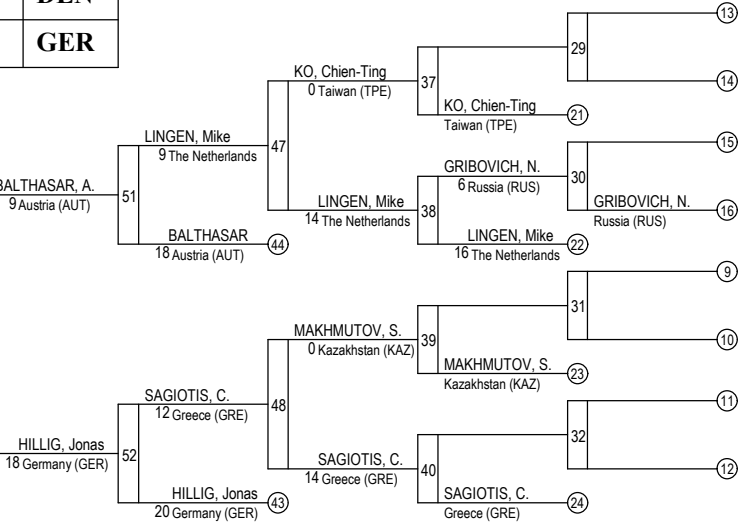 DEN
GER
13
29
KO, Chien-Ting
0 Taiwan (TPE)
37
14
KO, Chien-Ting
Taiwan (TPE)
21
LINGEN, Mike
9 The Netherlands
47
15
GRIBOVICH, N.
6 Russia (RUS)
30
BALTHASAR, A.
9 Austria (AUT)
51
LINGEN, Mike
14 The Netherlands
38
GRIBOVICH, N.
Russia (RUS)
16
BALTHASAR
18 Austria (AUT)
44
LINGEN, Mike
16 The Netherlands
22
9
31
MAKHMUTOV, S.
0 Kazakhstan (KAZ)
39
10
MAKHMUTOV, S.
Kazakhstan (KAZ)
23
SAGIOTIS, C.
12 Greece (GRE)
48
11
32
HILLIG, Jonas
18 Germany (GER)
52
SAGIOTIS, C.
14 Greece (GRE)
40
12
HILLIG, Jonas
20 Germany (GER)
43
SAGIOTIS, C.
Greece (GRE)
24